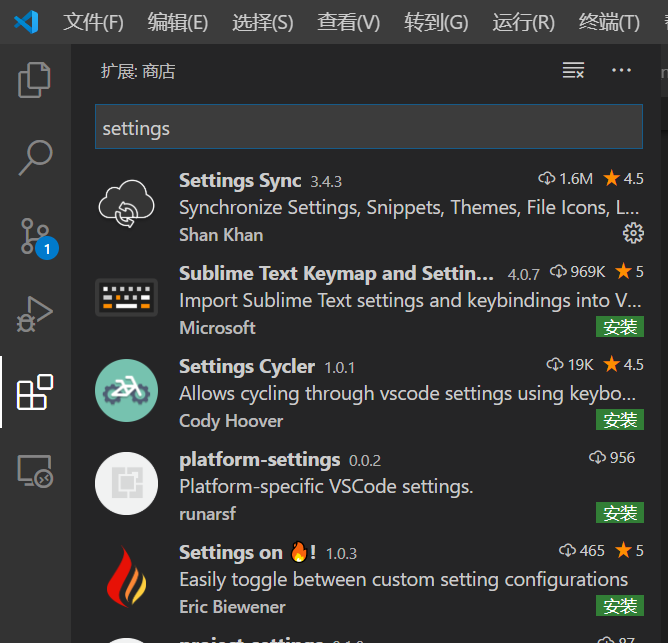 文件(F) 编辑(E) 选择(S) 查看(V) 转到(G) 运行(R) 终端(T)
扩展: 商店
settings
Settings Sync 3.4.3 1.6M 4.5
Synchronize Settings, Snippets, Themes, File Icons, L...
Shan Khan
1
Sublime Text Keymap and Settin... 4.0.7 969K 5
Import Sublime Text settings and keybindings into V...
Microsoft 安装
Settings Cycler 1.0.1 19K 4.5
Allows cycling through vscode settings using keybo...
Cody Hoover 安装
platform-settings 0.0.2 956
Platform-specific VSCode settings.
runarsf 安装
Settings on 🔥! 1.0.3 465 5
Easily toggle between custom setting configurations
Eric Biewener 安装